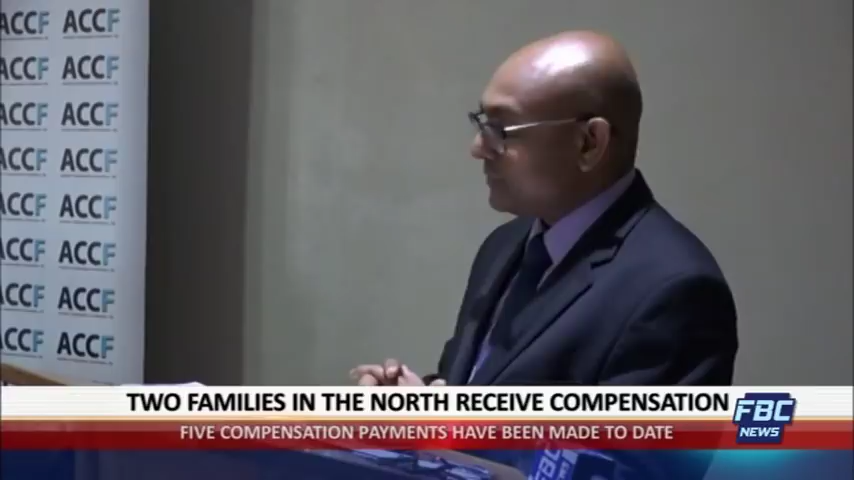 ACCF ACCF
ACCF ACCF
ACCF ACCF
ACCF ACCF
ACCF ACCF
ACCF ACCF
ACCF ACCF
ACCF ACCF
TWO FAMILIES IN THE NORTH RECEIVE COMPENSATION
FBC
NEWS
FIVE COMPENSATION PAYMENTS HAVE BEEN MADE TO DATE
FBC